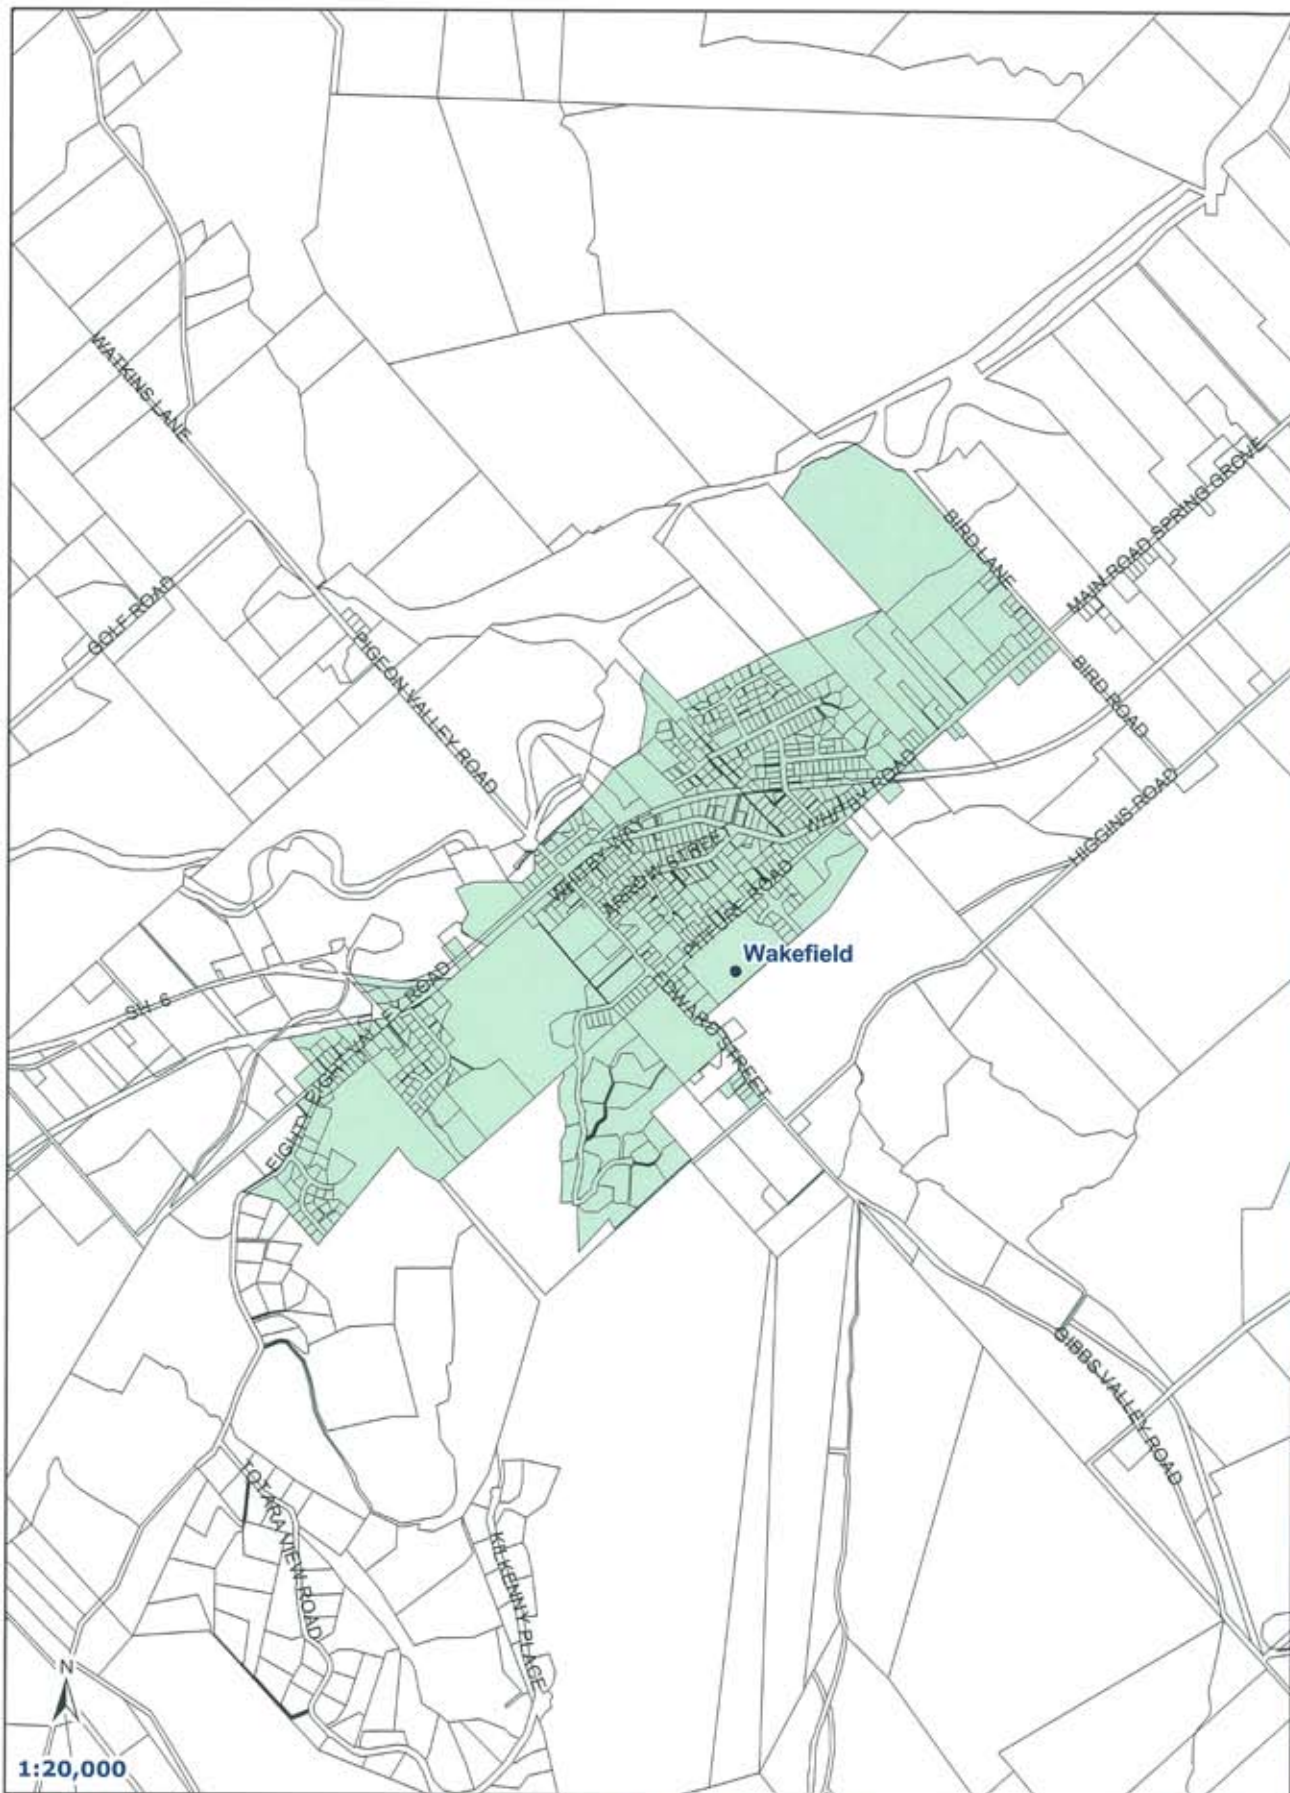 WATKINS LANE
GOLF ROAD
PIGEON VALLEY ROAD
BIRD LANE
MAIN ROAD SPRING GROVE
BIRD ROAD
HIGGINS ROAD
WHITBY ROAD
WHITBY WAY
ARROW STREET
PITFURE ROAD
Wakefield
EDWARD STREET
SH 6
EIGHTY EIGHT VALLEY ROAD
GIBBS VALLEY ROAD
TOTARA VIEW ROAD
KILKENNY PLACE
N
1:20,000